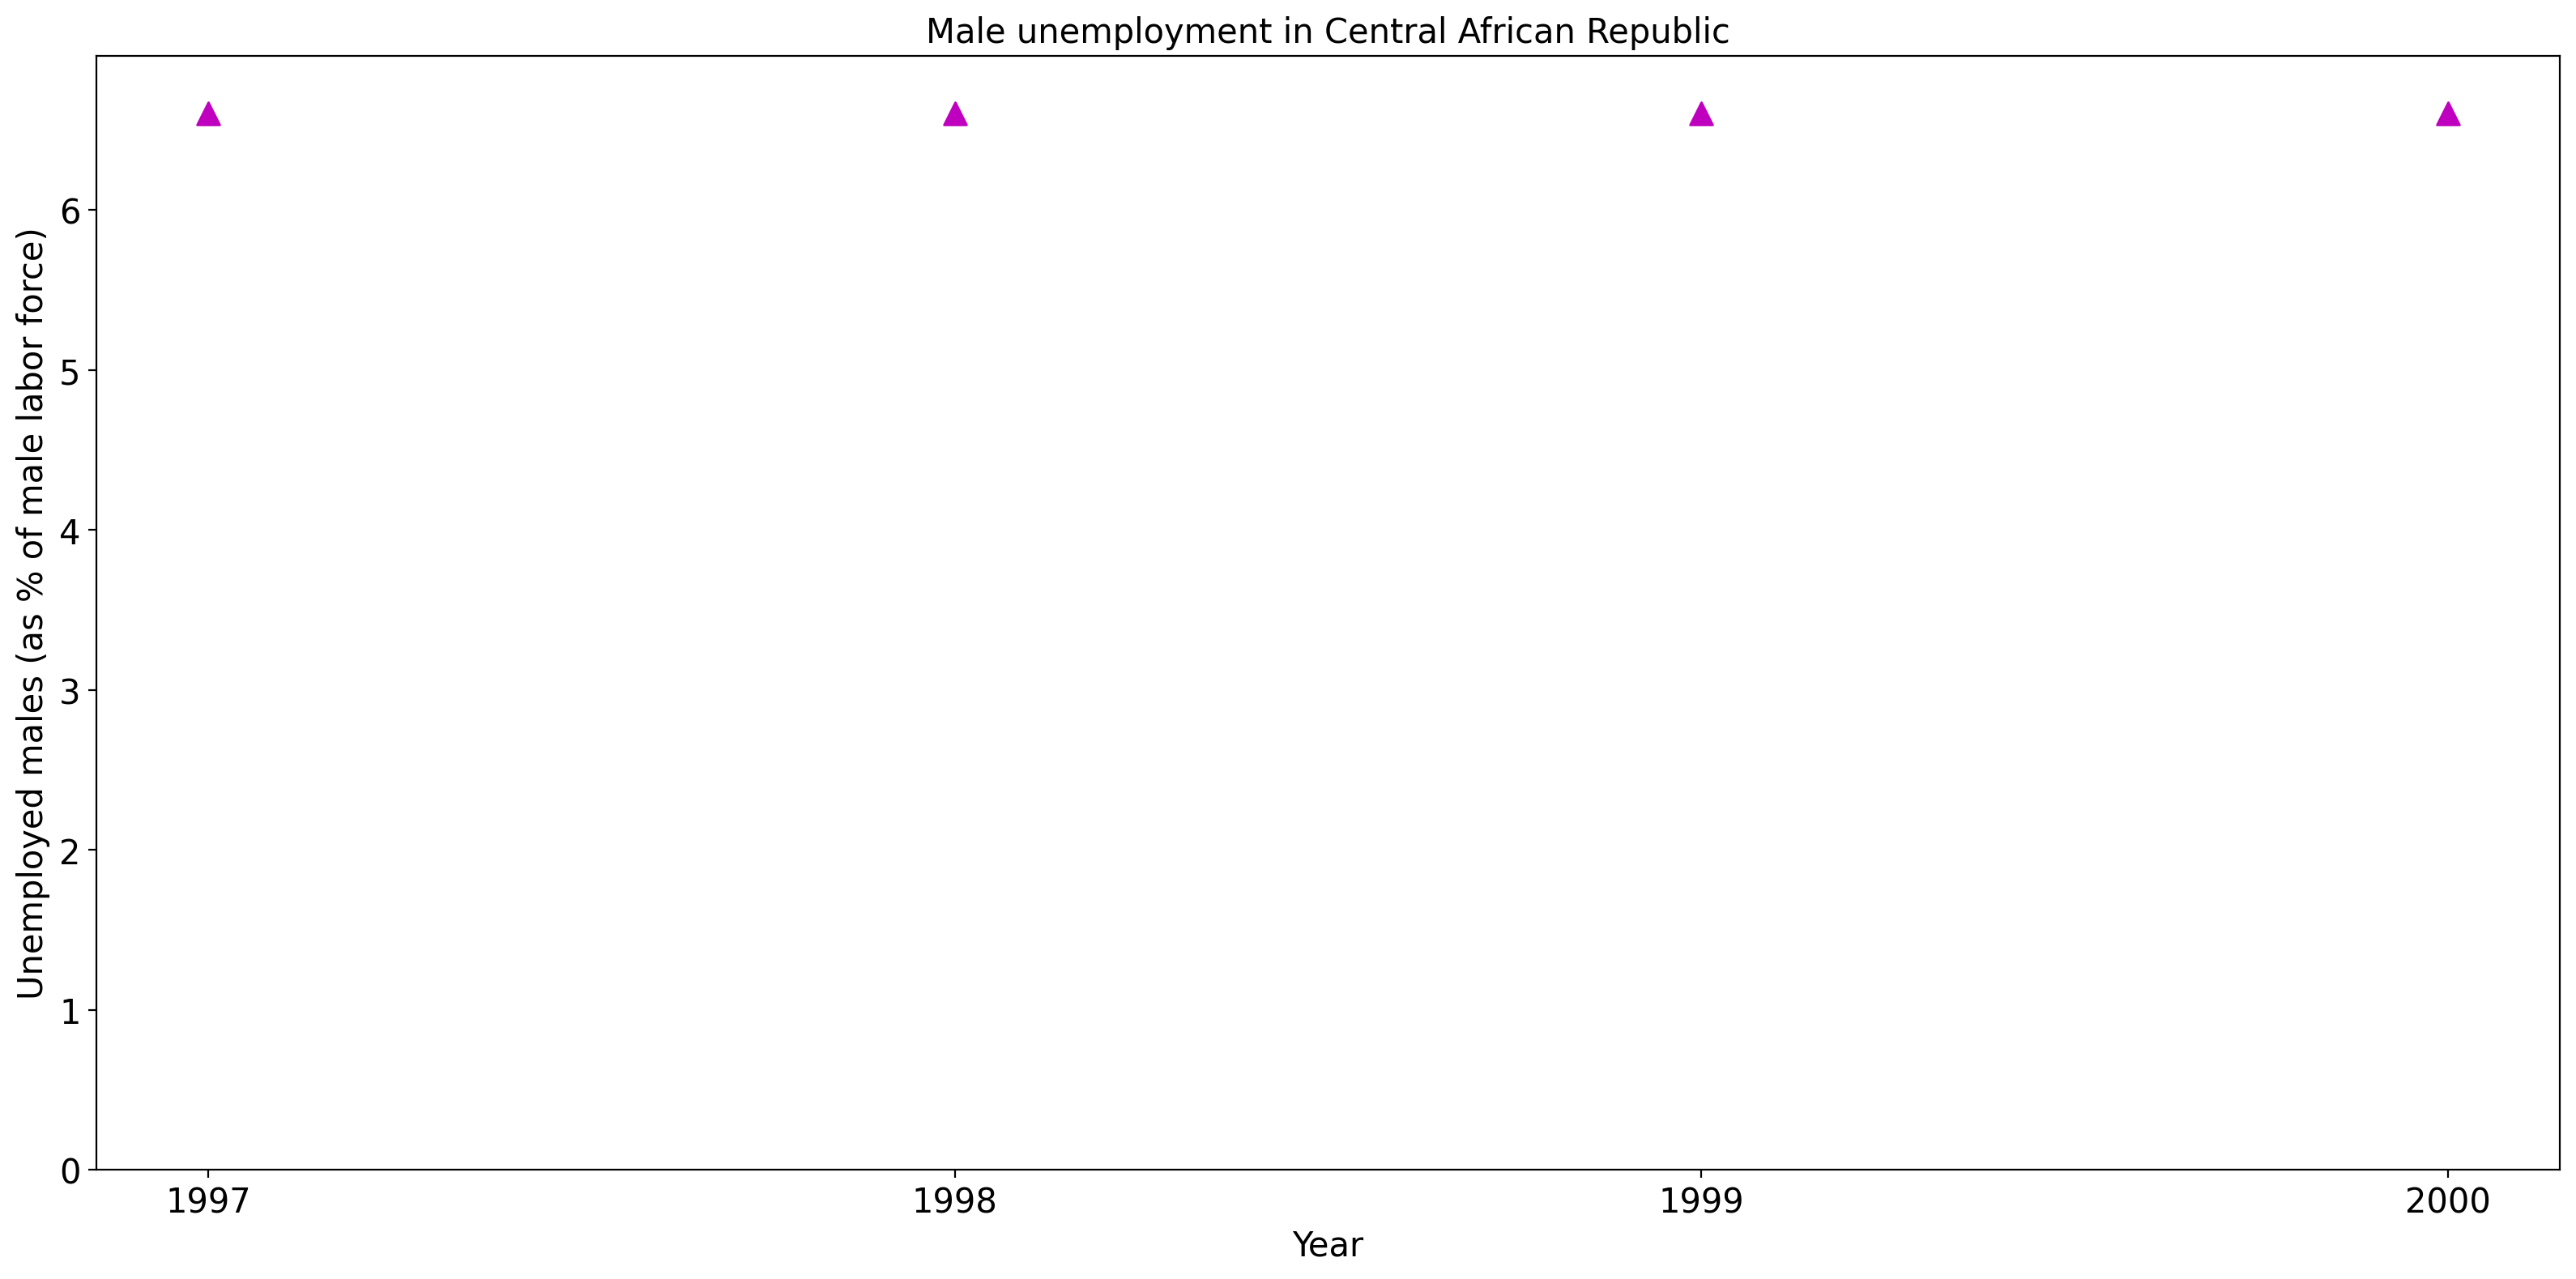 Male unemployment in Central African Republic
Unemployed males (as % of male labor force)
6
5
4
3
2
1
0
1997 1998 1999 2000
Year